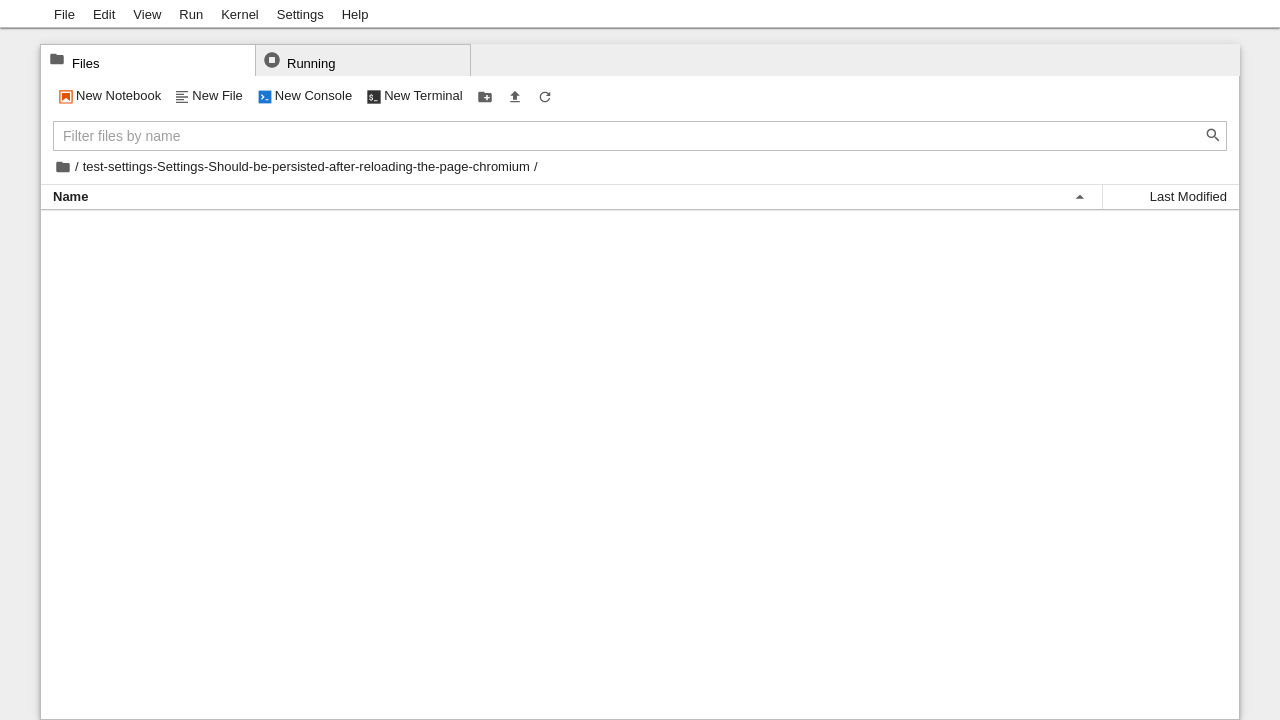 File Edit View Run Kernel Settings Help
Files Running
New Notebook New File New Console New Terminal
Filter files by name
/ test-settings-Settings-Should-be-persisted-after-reloading-the-page-chromium /
Name Last Modified